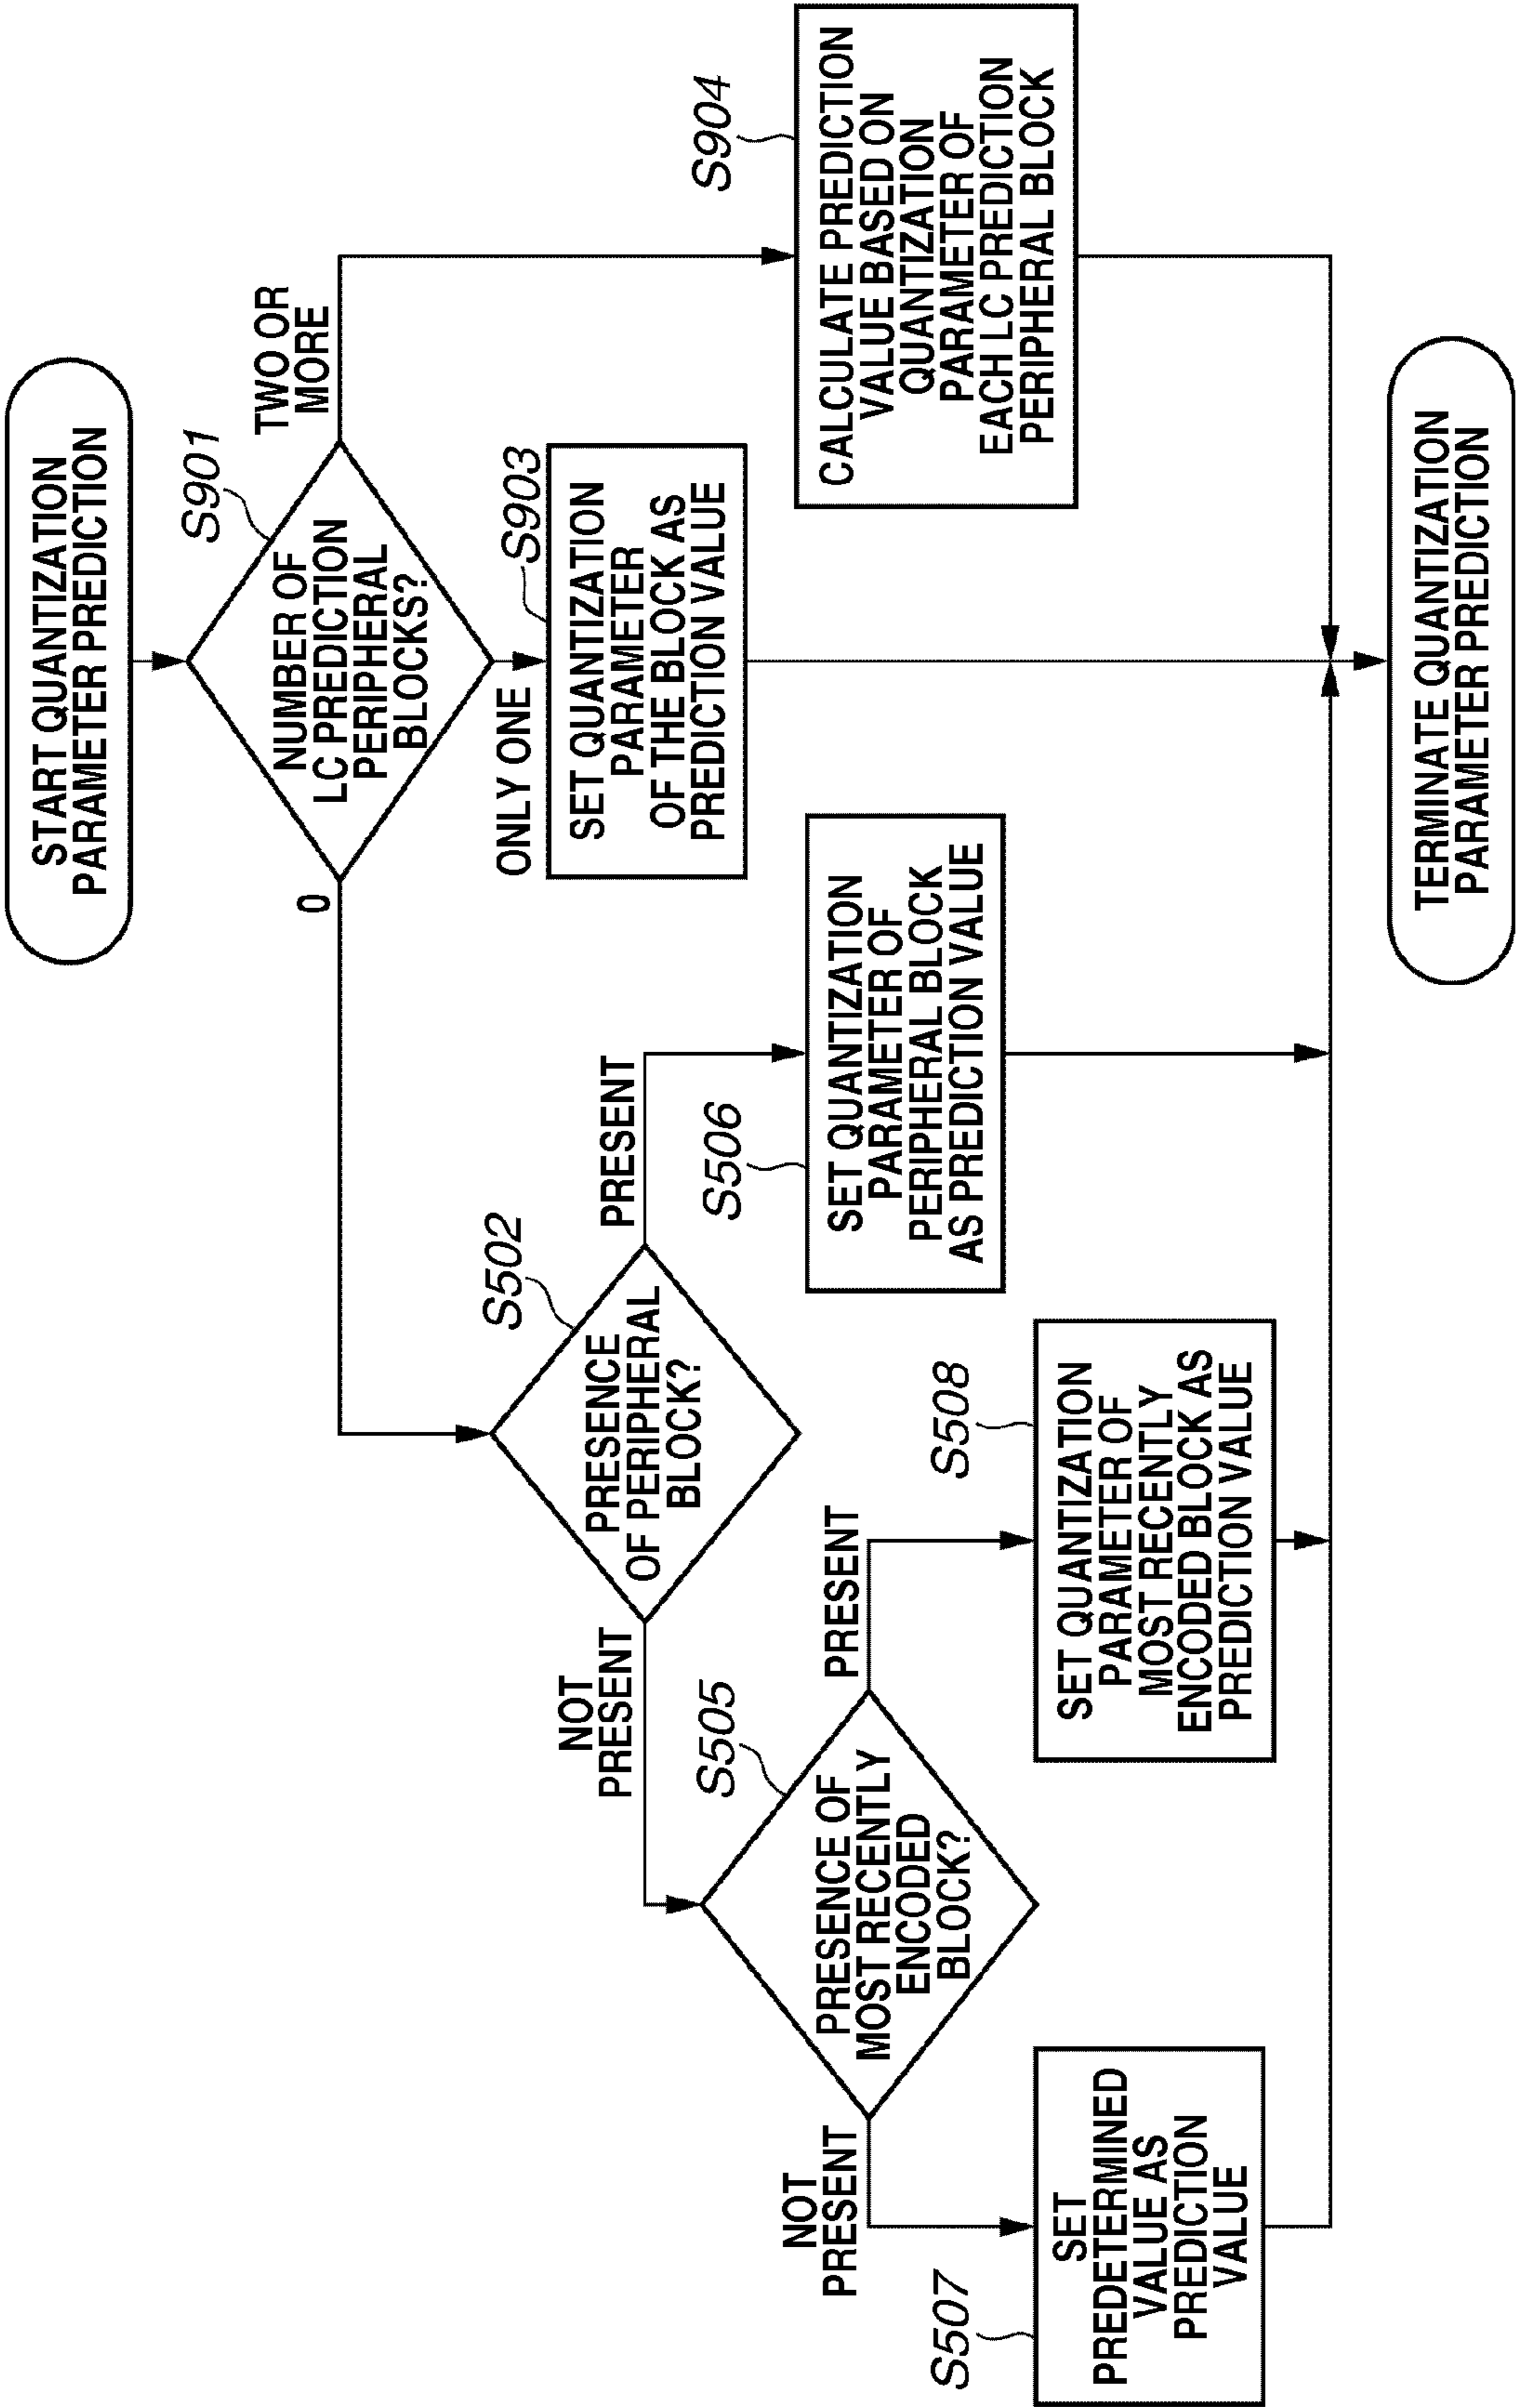 START QUANTIZATION
PARAMETER PREDICTION
S901
NUMBER OF
LC PREDICTION
PERIPHERAL
BLOCKS?
0
ONLY ONE
TWO OR
MORE
S502
PRESENCE
OF PERIPHERAL
BLOCK?
NOT
PRESENT
PRESENT
S903
SET QUANTIZATION
PARAMETER
OF THE BLOCK AS
PREDICTION VALUE
S505
PRESENCE OF
MOST RECENTLY
ENCODED
BLOCK?
NOT
PRESENT
PRESENT
S506
SET QUANTIZATION
PARAMETER OF
PERIPHERAL BLOCK
AS PREDICTION VALUE
S904
CALCULATE PREDICTION
VALUE BASED ON
QUANTIZATION
PARAMETER OF
EACH LC PREDICTION
PERIPHERAL BLOCK
S507
SET
PREDETERMINED
VALUE AS
PREDICTION
VALUE
S508
SET QUANTIZATION
PARAMETER OF
MOST RECENTLY
ENCODED BLOCK AS
PREDICTION VALUE
TERMINATE QUANTIZATION
PARAMETER PREDICTION